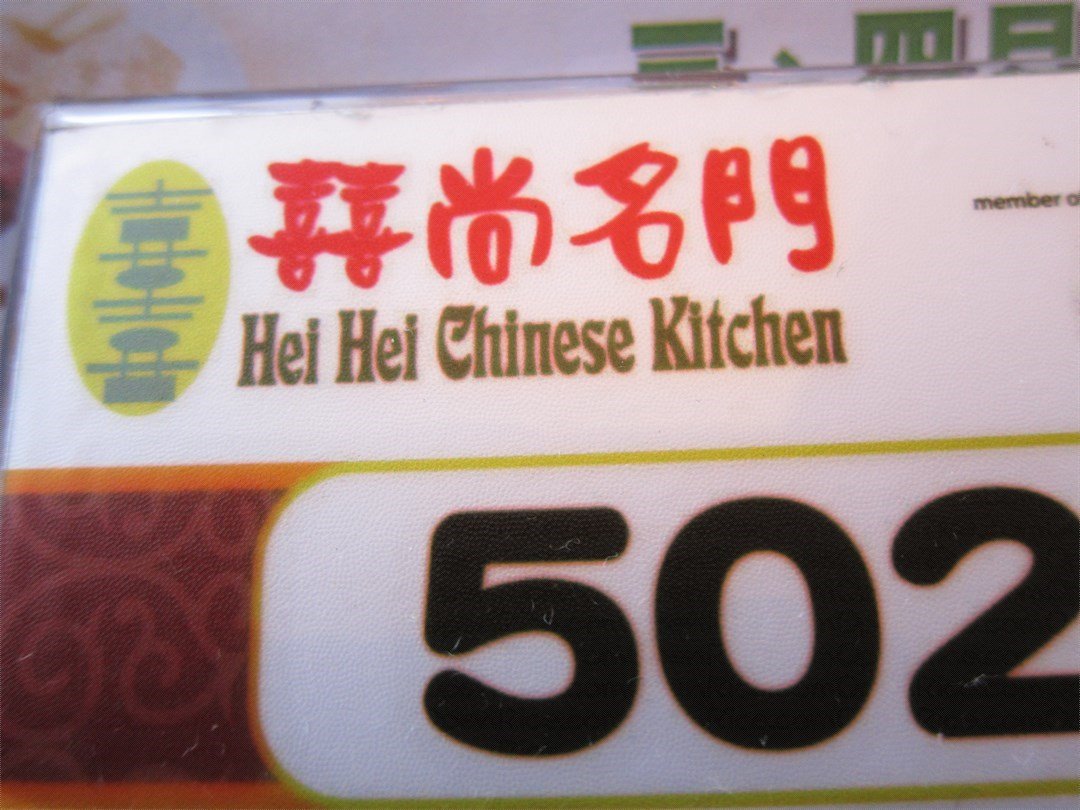 囍尚名門
member o
Hei Hei Chinese Kitchen
502